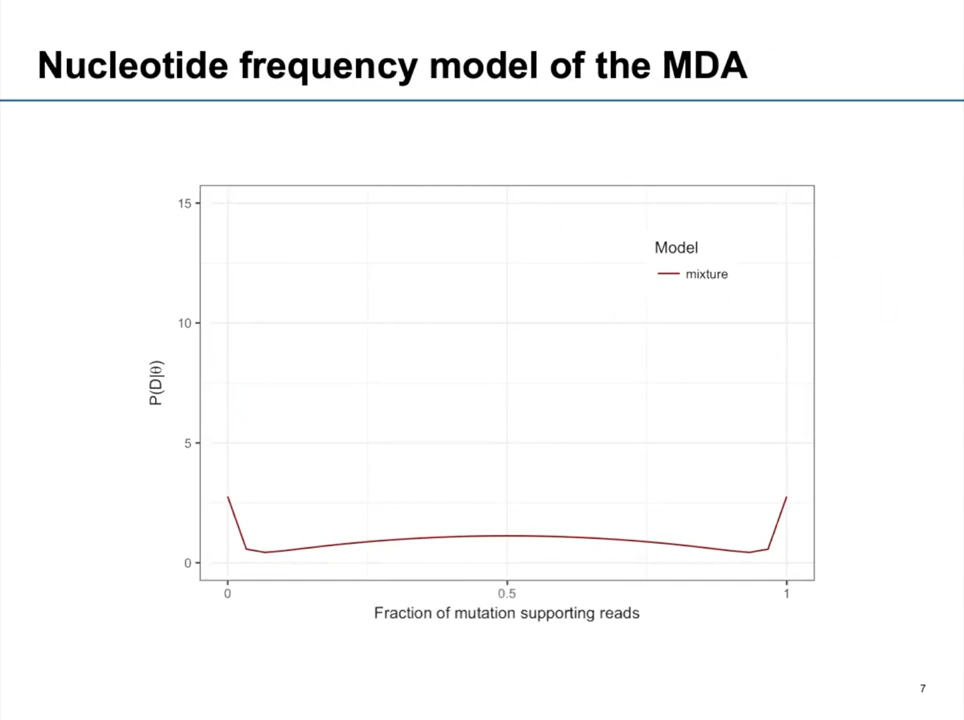 Nucleotide frequency model of the MDA
15
10
5
0
P(D|θ)
Model
mixture
0
0.5
1
Fraction of mutation supporting reads
7